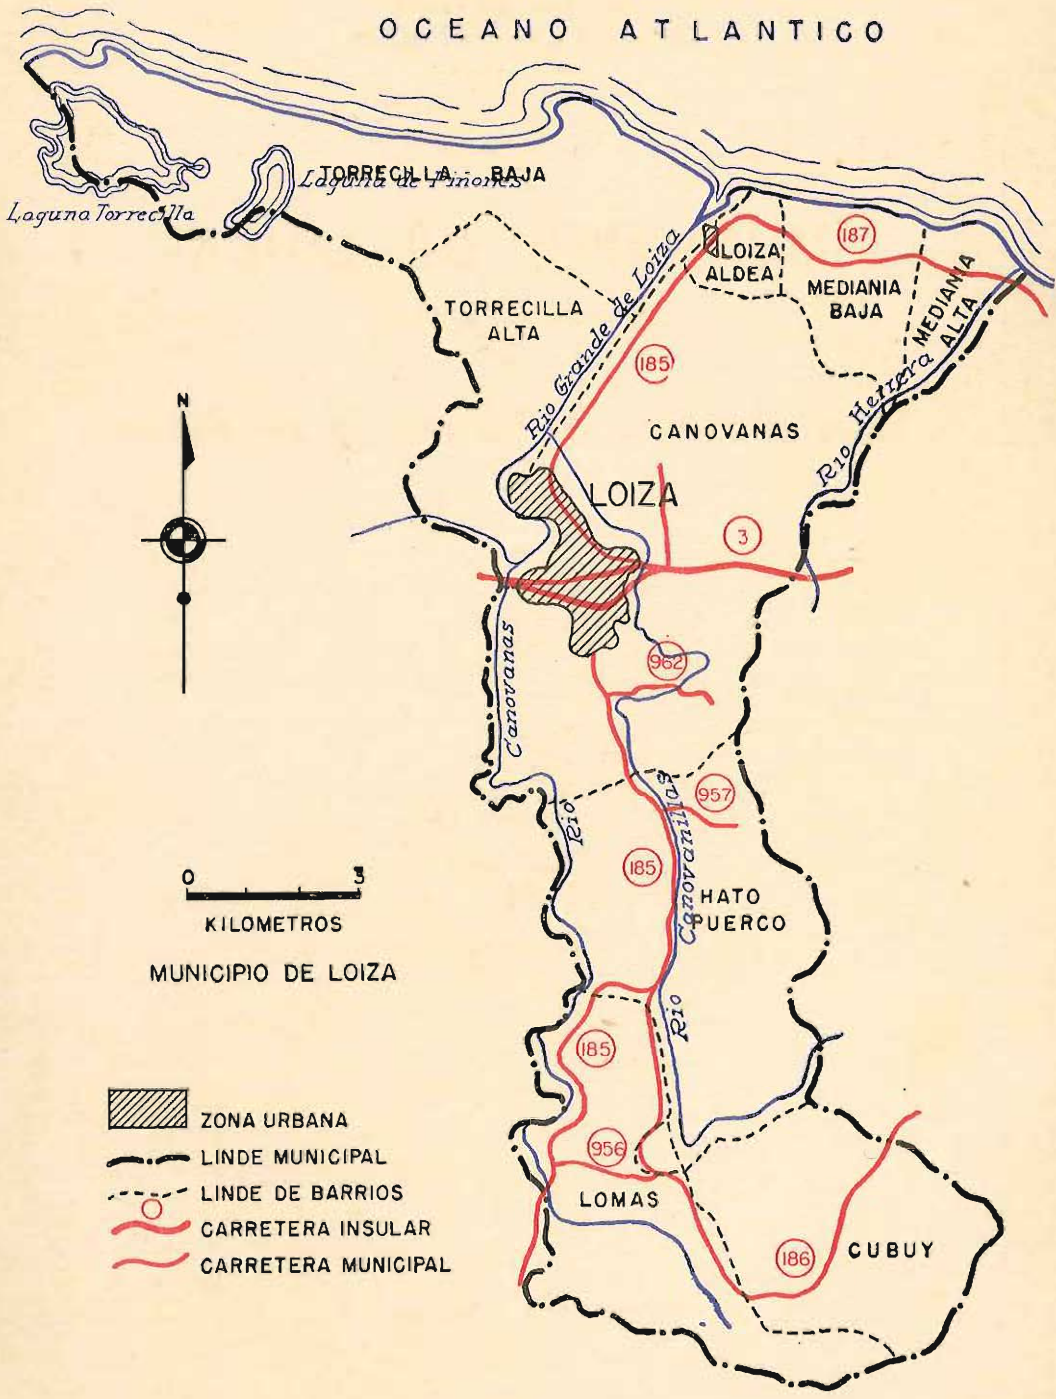 OCEANO ATLANTICO
TORRECILLA BAJA
Laguna de Piñones
Laguna Torrecilla
187
LOIZA
ALDEA
MEDIANIA
BAJA
MEDIANIA
ALTA
TORRECILLA
ALTA
Rio Grande de Loiza
185
Rio Herrera
N
CANOVANAS
LOIZA
3
Canovanas
962
957
Rio
Canovanillas
185
0 3
KILOMETROS
HATO
PUERCO
MUNICIPIO DE LOIZA
Rio
185
ZONA URBANA
956
LINDE MUNICIPAL
LINDE DE BARRIOS
LOMAS
CARRETERA INSULAR
186
CUBUY
CARRETERA MUNICIPAL